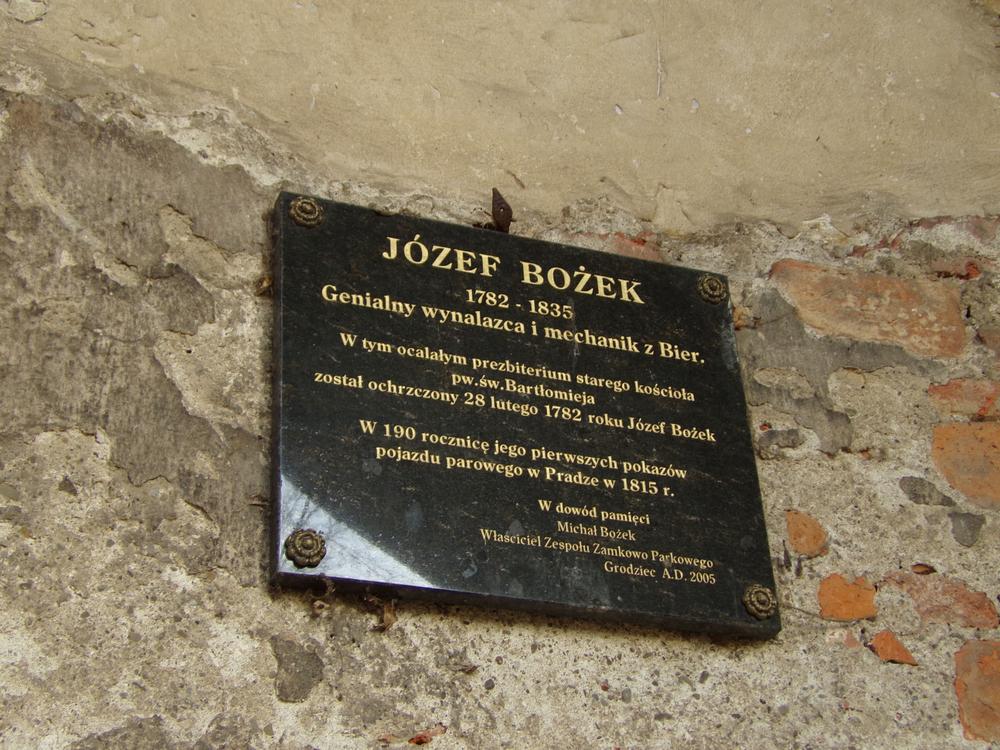 JÓZEF BOŻEK
1782 - 1835
Genialny wynalazca i mechanik z Bier.
W tym ocalałym prezbiterium starego kościoła
pw.św.Bartłomieja
został ochrzczony 28 lutego 1782 roku Józef Bożek
W 190 rocznicę jego pierwszych pokazów
pojazdu parowego w Pradze w 1815 r.
W dowód pamięci
Michał Bożek
Właściciel Zespołu Zamkowo Parkowego
Grodziec A.D. 2005